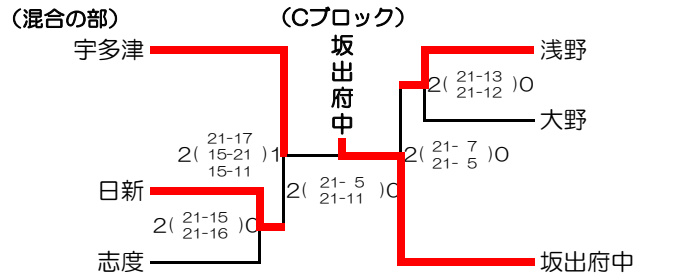 （混合の部）
（Cブロック）
宇多津
坂出府中
浅野
2( 21-13 )0
21-12
大野
21-17
2( 15-21 )1
15-11
2( 21- 7 )0
21- 5
日新
2( 21- 5 )0
21-11
2( 21-15 )0
21-16
志度
坂出府中